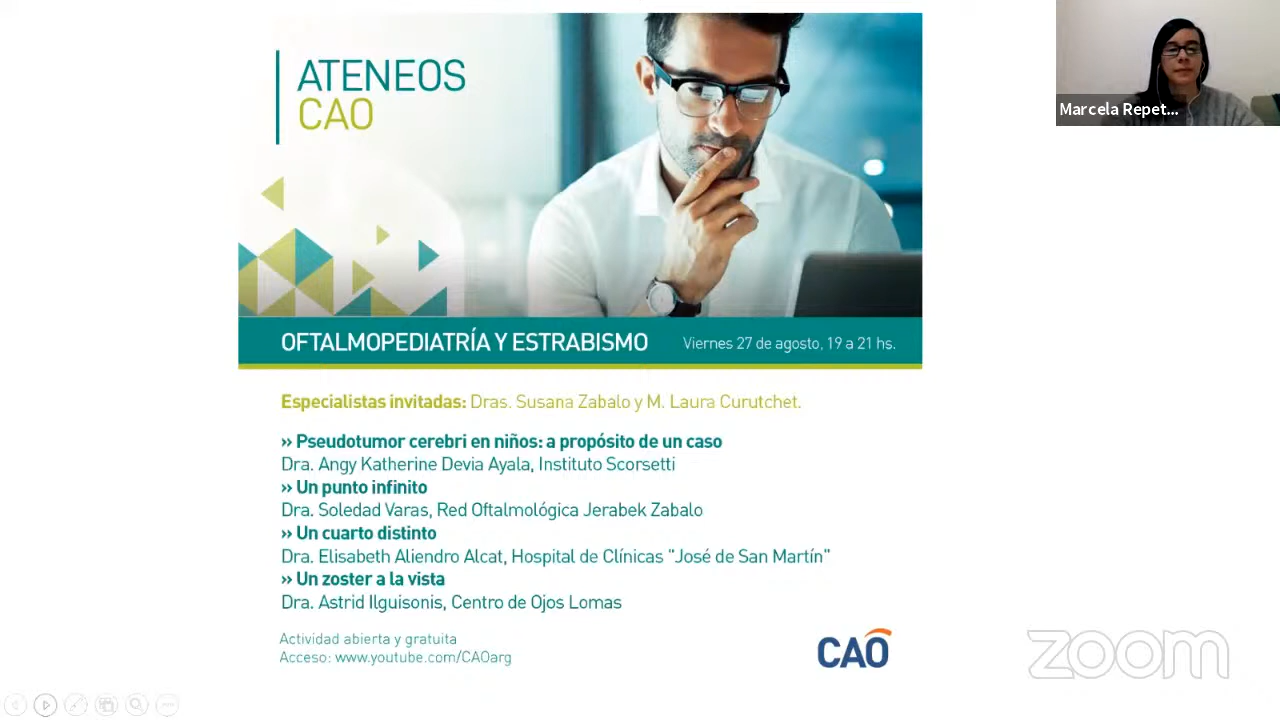 ATENEOS
CAO
Marcela Repet...
OFTALMOPEDIATRÍA Y ESTRABISMO
Viernes 27 de agosto, 19 a 21 hs.
Especialistas invitadas: Dras. Susana Zabalo y M. Laura Curutchet.
›› Pseudotumor cerebri en niños: a propósito de un caso
Dra. Angy Katherine Devia Ayala, Instituto Scorsetti
›› Un punto infinito
Dra. Soledad Varas, Red Oftalmológica Jerabek Zabalo
›› Un cuarto distinto
Dra. Elisabeth Aliendro Alcat, Hospital de Clínicas "José de San Martín"
›› Un zoster a la vista
Dra. Astrid Ilguisonis, Centro de Ojos Lomas
Actividad abierta y gratuita
Acceso: www.youtube.com/CAOarg
CAO
zoom